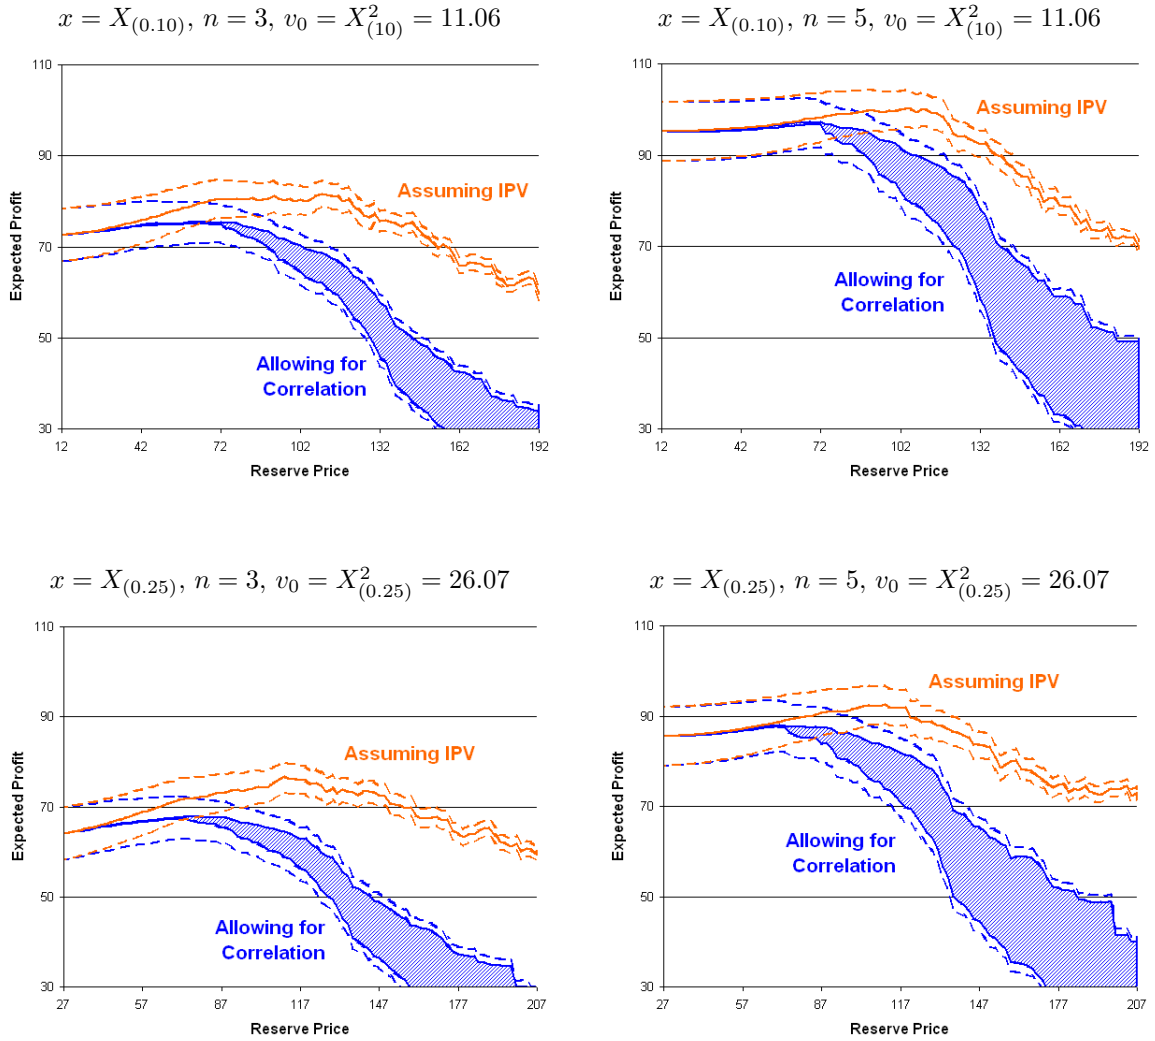 x = X_(0.10), n = 3, v_0 = X^2_(10) = 11.06
110
90
70
50
30
12 42 72 102 132 162 192
Expected Profit
Reserve Price
Assuming IPV
Allowing for
Correlation
x = X_(0.10), n = 5, v_0 = X^2_(10) = 11.06
110
90
70
50
30
12 42 72 102 132 162 192
Expected Profit
Reserve Price
Assuming IPV
Allowing for
Correlation
x = X_(0.25), n = 3, v_0 = X^2_(0.25) = 26.07
110
90
70
50
30
27 57 87 117 147 177 207
Expected Profit
Reserve Price
Assuming IPV
Allowing for
Correlation
x = X_(0.25), n = 5, v_0 = X^2_(0.25) = 26.07
110
90
70
50
30
27 57 87 117 147 177 207
Expected Profit
Reserve Price
Assuming IPV
Allowing for
Correlation